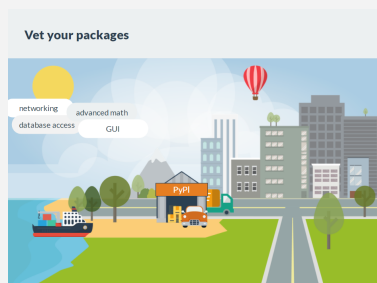 Vet your packages
networking
advanced math
database access
GUI
PyPI